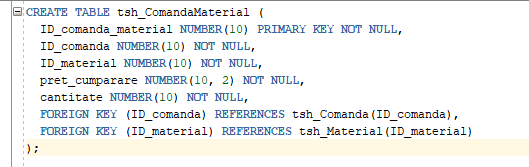 CREATE TABLE tsh_ComandaMaterial (
ID_comanda_material NUMBER(10) PRIMARY KEY NOT NULL,
ID_comanda NUMBER(10) NOT NULL,
ID_material NUMBER(10) NOT NULL,
pret_cumparare NUMBER(10, 2) NOT NULL,
cantitate NUMBER(10) NOT NULL,
FOREIGN KEY (ID_comanda) REFERENCES tsh_Comanda(ID_comanda),
FOREIGN KEY (ID_material) REFERENCES tsh_Material(ID_material)
);